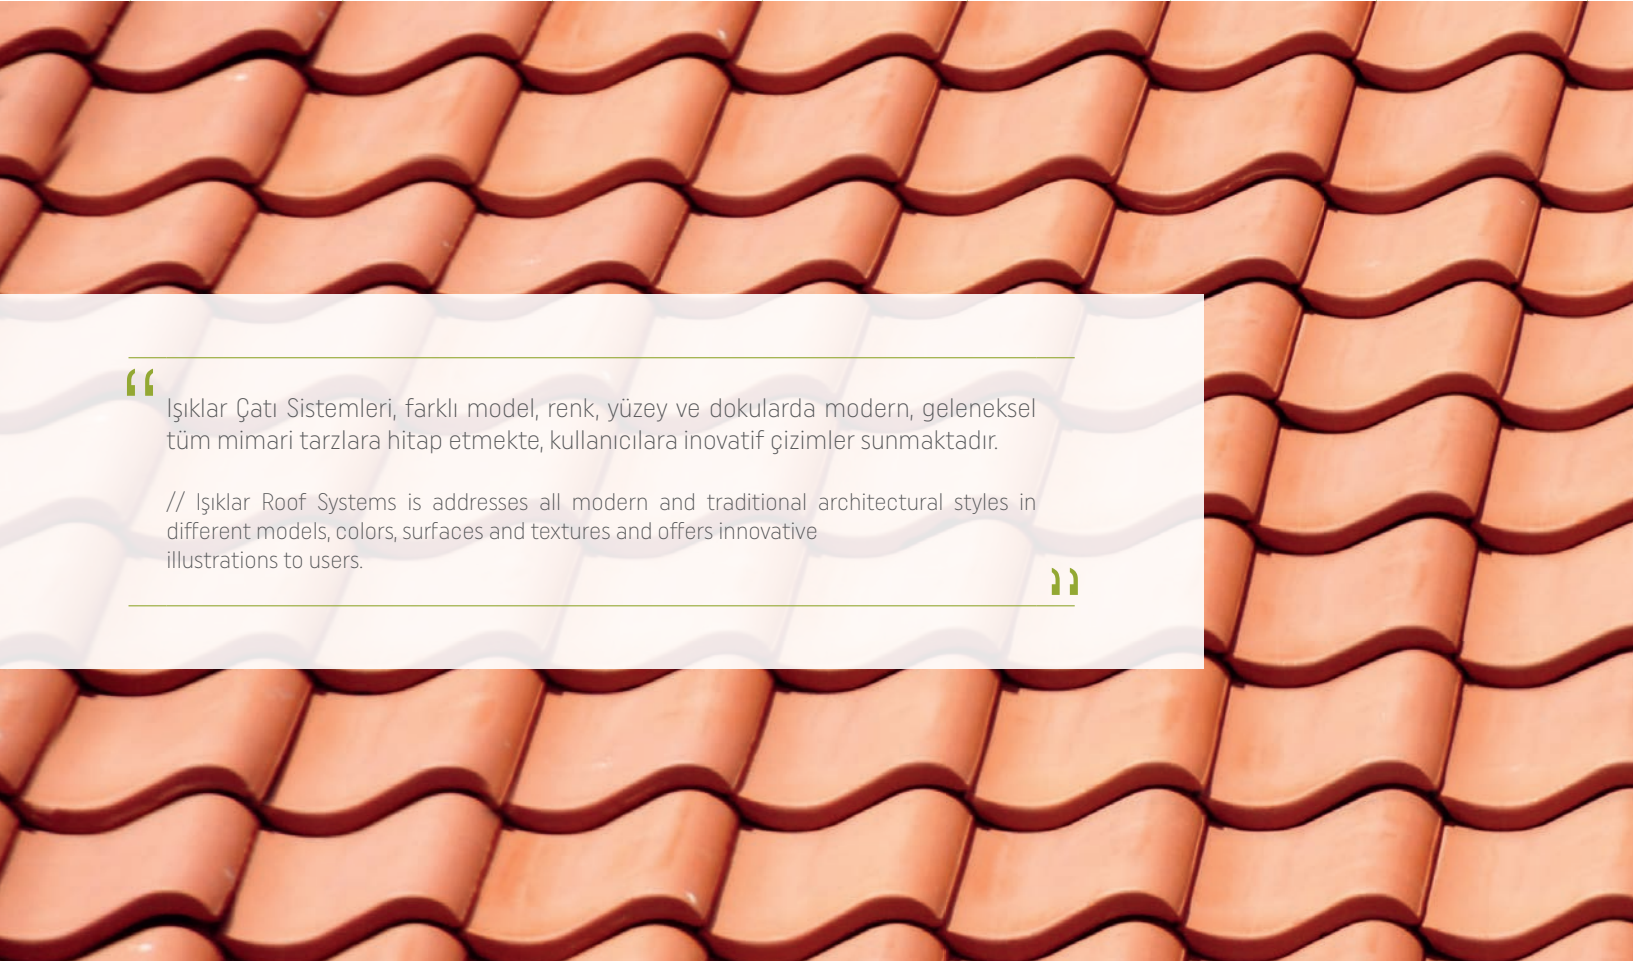 “
Işıklar Çatı Sistemleri, farklı model, renk, yüzey ve dokularda modern, geleneksel
tüm mimari tarzlara hitap etmekte, kullanıcılara inovatif çizimler sunmaktadır.
// Işıklar Roof Systems is addresses all modern and traditional architectural styles in
different models, colors, surfaces and textures and offers innovative
illustrations to users.
”